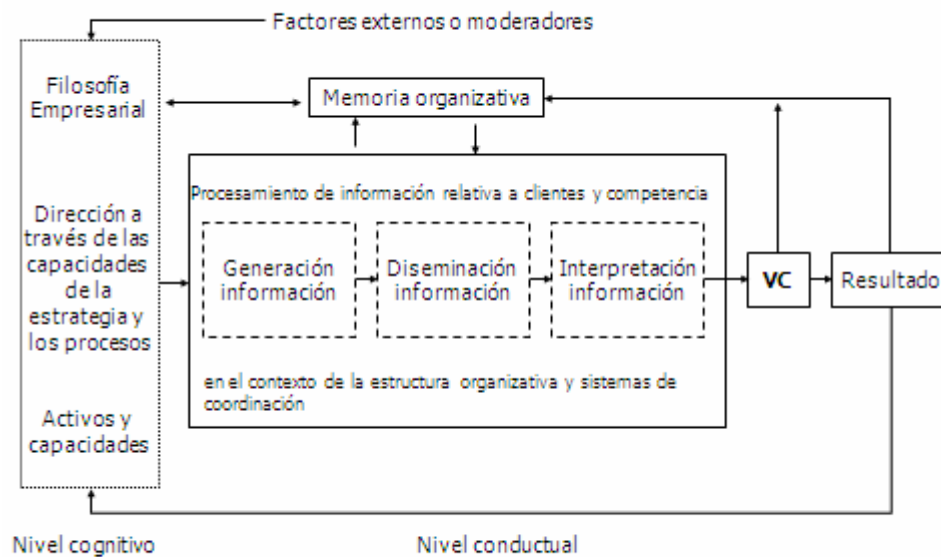 Factores externos o moderadores
Filosofía
Empresarial
Memoria organizativa
Dirección a
través de las
capacidades
de la
estrategia y
los procesos
Activos y
capacidades
Procesamiento de información relativa a clientes y competencia
Generación
información
Diseminación
información
Interpretación
información
en el contexto de la estructura organizativa y sistemas de
coordinación
VC
Resultado
Nivel cognitivo
Nivel conductual